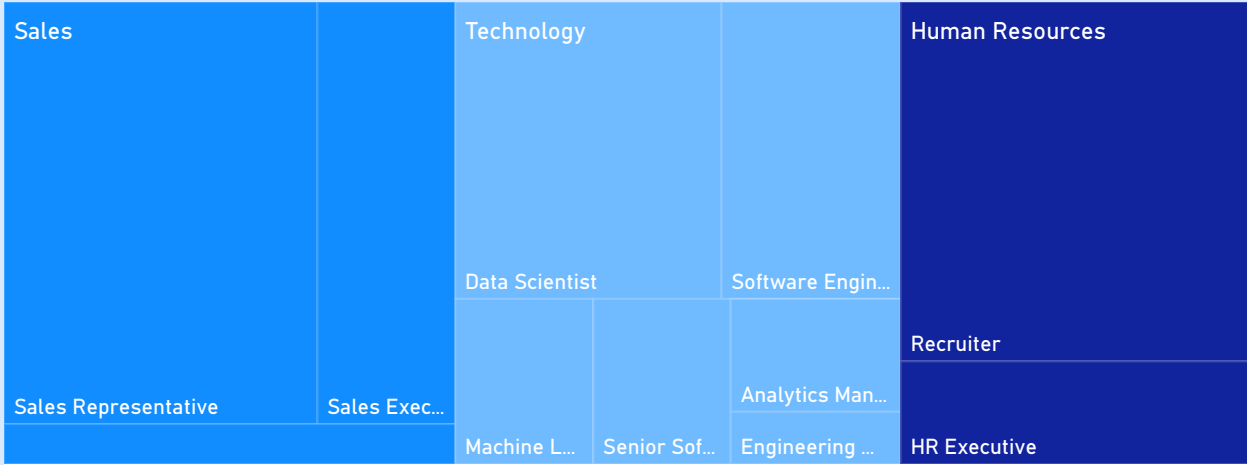 Sales
Sales Representative
Sales Exec...
Technology
Data Scientist
Software Engin...
Machine L...
Senior Sof...
Analytics Man...
Engineering ...
Human Resources
Recruiter
HR Executive